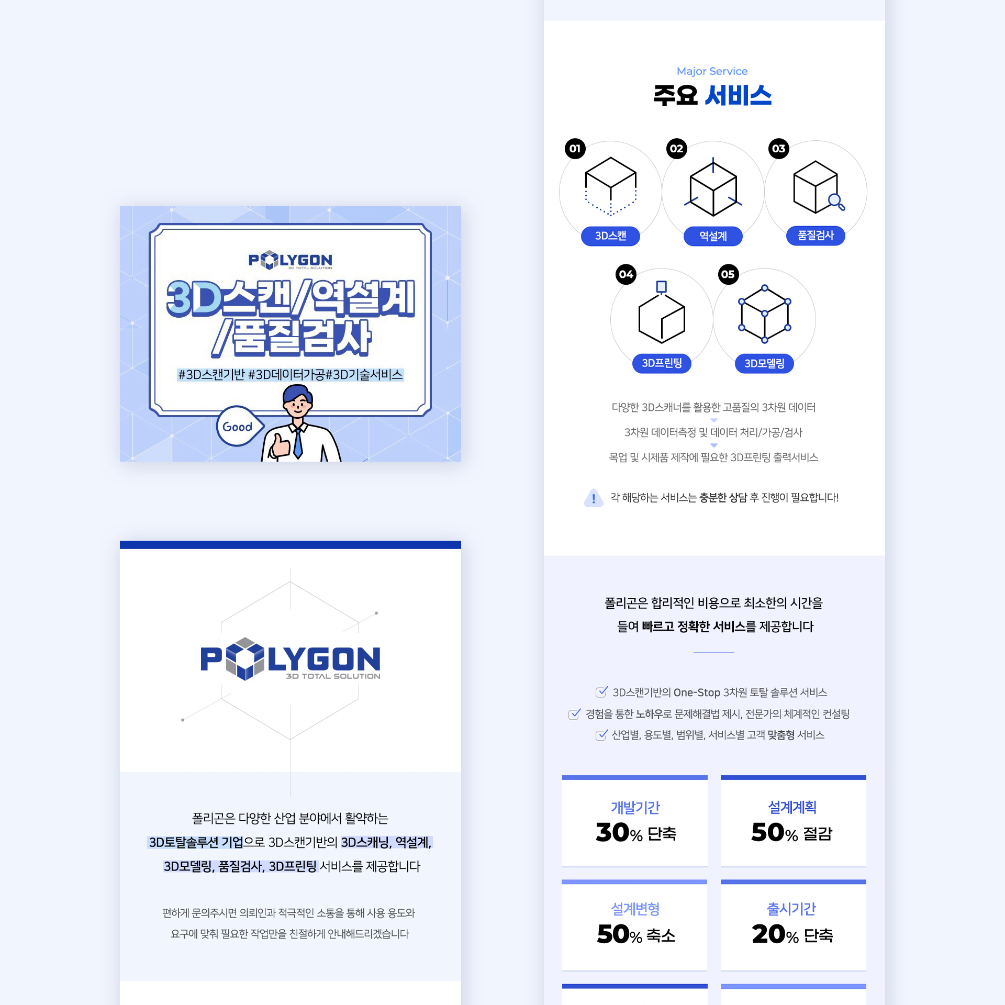 POLYGON
3D TOTAL SOLUTION
3D스캔/역설계
/품질검사
#3D스캔기반 #3D데이터가공#3D기술서비스
Good
POLYGON
3D TOTAL SOLUTION
폴리곤은 다양한 산업 분야에서 활약하는
3D토탈솔루션 기업으로 3D스캔기반의 3D스캐닝, 역설계,
3D모델링, 품질검사, 3D프린팅 서비스를 제공합니다
편하게 문의주시면 의뢰인과 적극적인 소통을 통해 사용 용도와
요구에 맞춰 필요한 작업만을 친절하게 안내해드리겠습니다
Major Service
주요 서비스
01
02
03
3D스캔
역설계
품질검사
04
05
3D프린팅
3D모델링
다양한 3D스캐너를 활용한 고품질의 3차원 데이터
3차원 데이터측정 및 데이터 처리/가공/검사
목업 및 시제품 제작에 필요한 3D프린팅 출력서비스
! 각 해당하는 서비스는 충분한 상담 후 진행이 필요합니다!
폴리곤은 합리적인 비용으로 최소한의 시간을
들여 빠르고 정확한 서비스를 제공합니다
3D스캔기반의 One-Stop 3차원 토탈 솔루션 서비스
경험을 통한 노하우로 문제해결법 제시, 전문가의 체계적인 컨설팅
산업별, 용도별, 범위별, 서비스별 고객 맞춤형 서비스
개발기간
30% 단축
설계계획
50% 절감
설계변형
50% 축소
출시기간
20% 단축